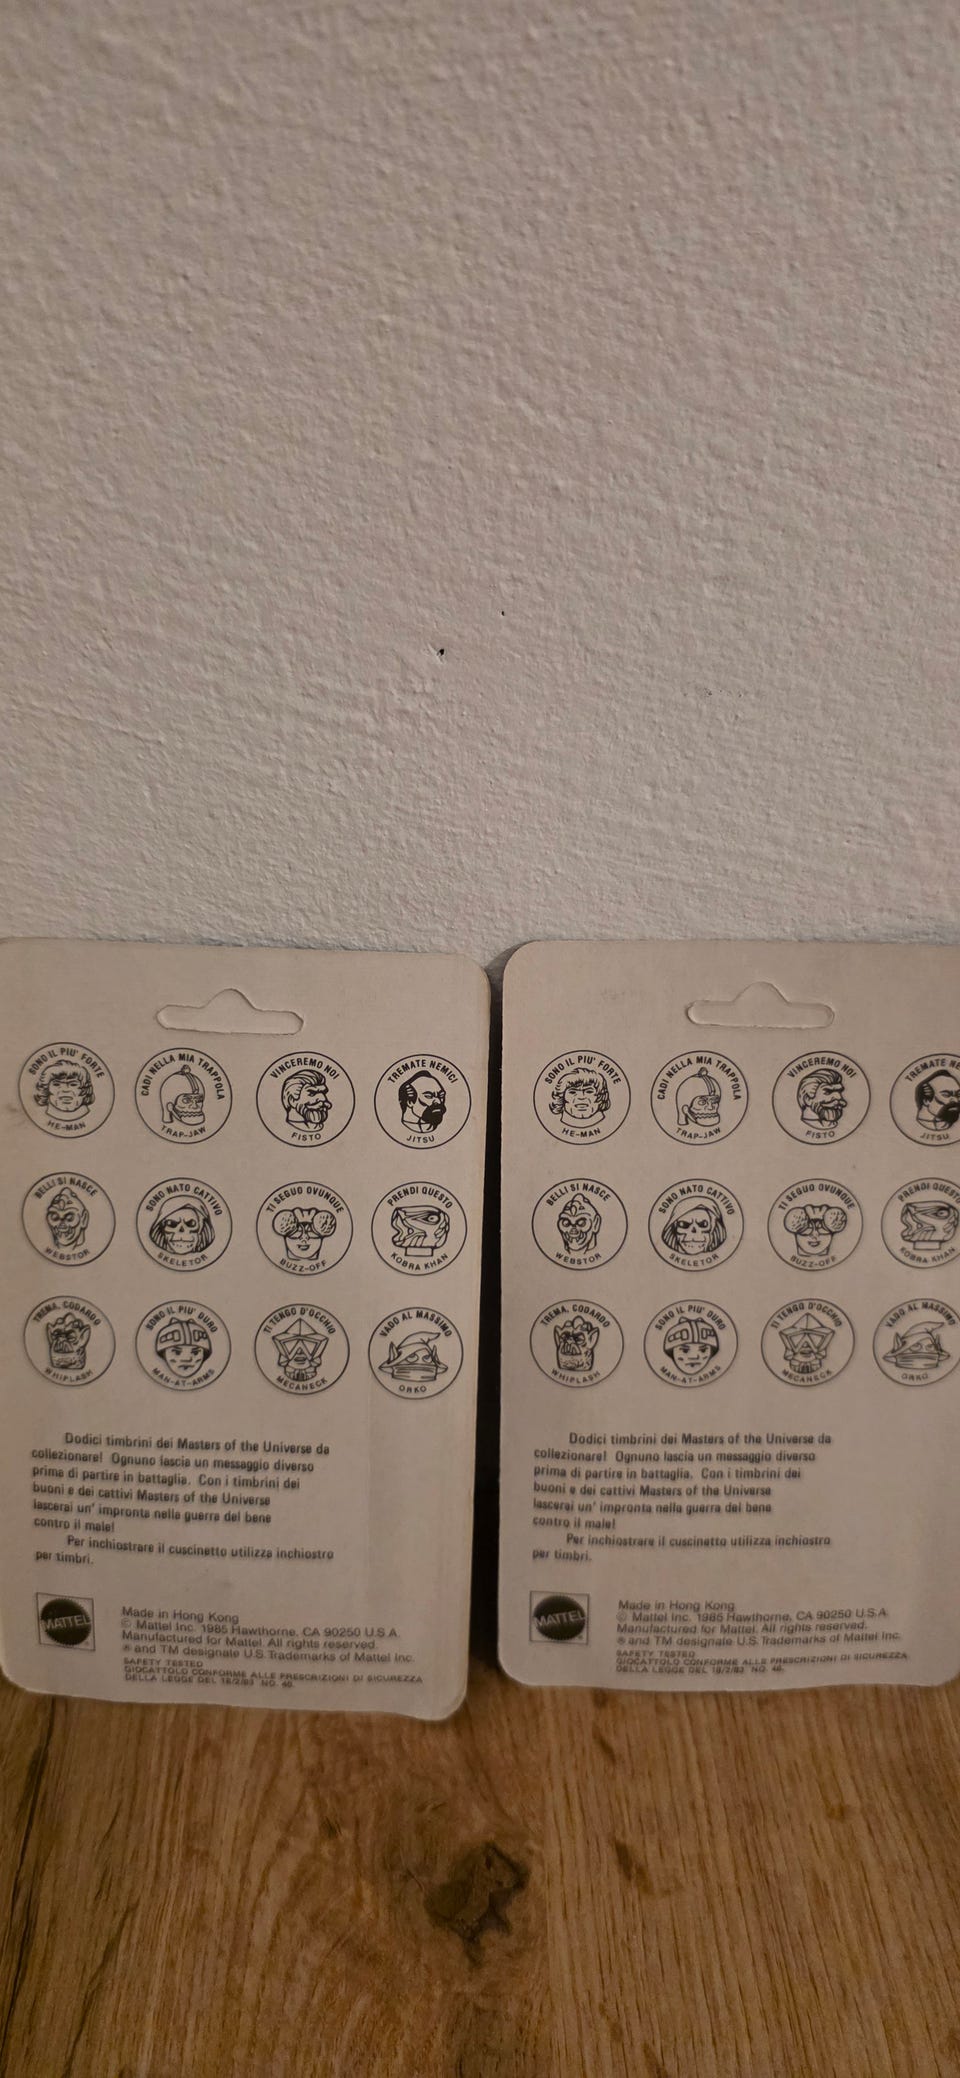 SONO IL PIU' FORTE
HE-MAN
CADI NELLA MIA TRAPPOLA
TRAP-JAW
VINCEREMO NOI
FISTO
TREMATE NEMICI
JITSU
BELLI SI NASCE
WEBSTOR
SONO NATO CATTIVO
SKELETOR
TI SEGUO OVUNQUE
BUZZ-OFF
PRENDI QUESTO
KOBRA KHAN
TREMA, CODARDO
WHIPLASH
SONO IL PIU' DURO
MAN-AT-ARMS
TI TENGO D'OCCHIO
MECANECK
VADO AL MASSIMO
ORKO
Dodici timbrini dei Masters of the Universe da
collezionare! Ognuno lascia un messaggio diverso
prima di partire in battaglia. Con i timbrini dei
buoni e dei cattivi Masters of the Universe
lascerai un' impronta nella guerra del bene
contro il male!
Per inchiostrare il cuscinetto utilizza inchiostro
per timbri.
MATTEL
Made in Hong Kong
© Mattel Inc. 1985 Hawthorne, CA 90250 U.S.A.
Manufactured for Mattel. All rights reserved.
® and TM designate U.S. Trademarks of Mattel Inc.
SAFETY TESTED
GIOCATTOLO CONFORME ALLE PRESCRIZIONI DI SICUREZZA
DELLA LEGGE DEL 18/2/83 NO. 46.
SONO IL PIU' FORTE
HE-MAN
CADI NELLA MIA TRAPPOLA
TRAP-JAW
VINCEREMO NOI
FISTO
TREMATE NE
JITSU
BELLI SI NASCE
WEBSTOR
SONO NATO CATTIVO
SKELETOR
TI SEGUO OVUNQUE
BUZZ-OFF
PRENDI QUESTO
KOBRA KHAN
TREMA, CODARDO
WHIPLASH
SONO IL PIU' DURO
MAN-AT-ARMS
TI TENGO D'OCCHIO
MECANECK
VADO AL MASSIMO
ORKO
Dodici timbrini dei Masters of the Universe da
collezionare! Ognuno lascia un messaggio diverso
prima di partire in battaglia. Con i timbrini dei
buoni e dei cattivi Masters of the Universe
lascerai un' impronta nella guerra del bene
contro il male!
Per inchiostrare il cuscinetto utilizza inchiostro
per timbri.
MATTEL
Made in Hong Kong
© Mattel Inc. 1985 Hawthorne, CA 90250 U.S.A.
Manufactured for Mattel. All rights reserved.
® and TM designate U.S. Trademarks of Mattel Inc.
SAFETY TESTED
GIOCATTOLO CONFORME ALLE PRESCRIZIONI DI SICUREZZA
DELLA LEGGE DEL 18/2/83 NO. 46.